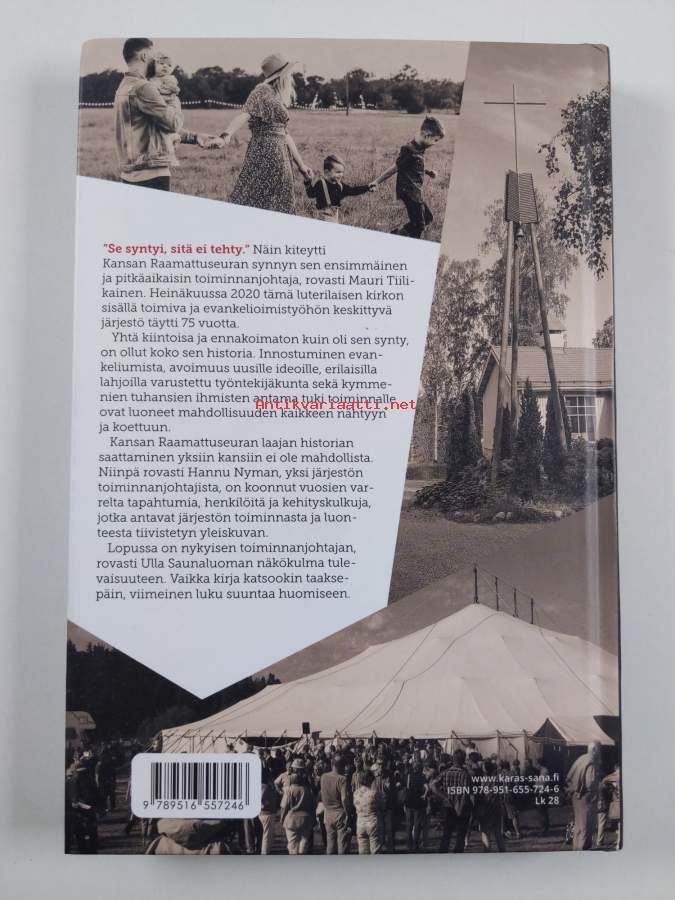 "Se syntyi, sitä ei tehty." Näin kiteytti
Kansan Raamattuseuran synnyn sen ensimmäinen
ja pitkäaikaisin toiminnanjohtaja, rovasti Mauri Tiili-
kainen. Heinäkuussa 2020 tämä luterilaisen kirkon
sisällä toimiva ja evankelioimistyöhön keskittyvä
järjestö täytti 75 vuotta.
Yhtä kiintoisa ja ennakoimaton kuin oli sen synty,
on ollut koko sen historia. Innostuminen evan-
keliumista, avoimuus uusille ideoille, erilaisilla
lahjoilla varustettu työntekijäkunta sekä kymme-
nien tuhansien ihmisten antama tuki toiminnalle
ovat luoneet mahdollisuuden kaikkeen nähtyyn
ja koettuun.
Antikvariaatti.net
Kansan Raamattuseuran laajan historian
saattaminen yksiin kansiin ei ole mahdollista.
Niinpä rovasti Hannu Nyman, yksi järjestön
toiminnanjohtajista, on koonnut vuosien var-
relta tapahtumia, henkilöitä ja kehityskulkuja,
jotka antavat järjestön toiminnasta ja luon-
teesta tiivistetyn yleiskuvan.
Lopussa on nykyisen toiminnanjohtajan,
rovasti Ulla Saunaluoman näkökulma tule-
vaisuuteen. Vaikka kirja katsookin taakse-
päin, viimeinen luku suuntaa huomiseen.
www.karas-sana.fi
ISBN 978-951-655-724-6
Lk 28
9 789516 557246